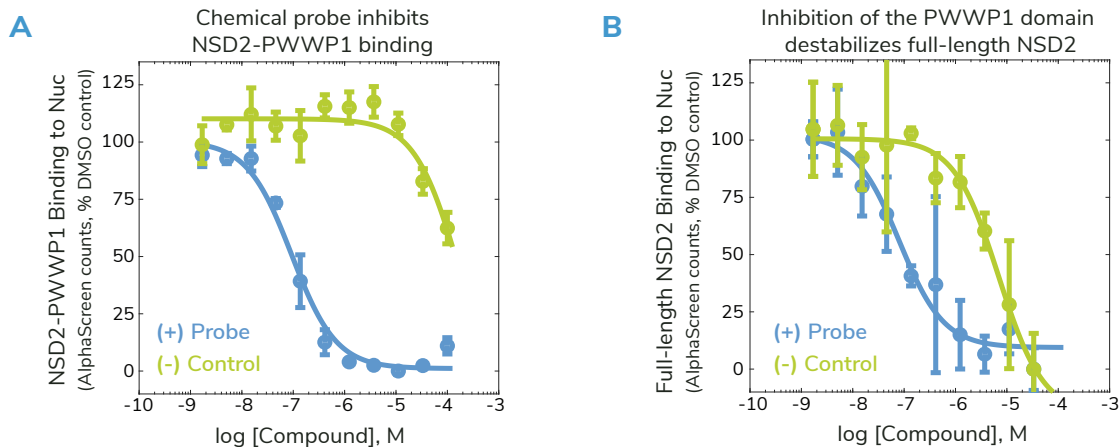 A
Chemical probe inhibits
NSD2-PWWP1 binding
NSD2-PWWP1 Binding to Nuc
(AlphaScreen counts, % DMSO control)
125
100
75
50
25
0
(+) Probe
(-) Control
-10
-9
-8
-7
-6
-5
-4
-3
log [Compound], M
B
Inhibition of the PWWP1 domain
destabilizes full-length NSD2
Full-length NSD2 Binding to Nuc
(AlphaScreen counts, % DMSO control)
125
100
75
50
25
0
(+) Probe
(-) Control
-10
-9
-8
-7
-6
-5
-4
-3
log [Compound], M